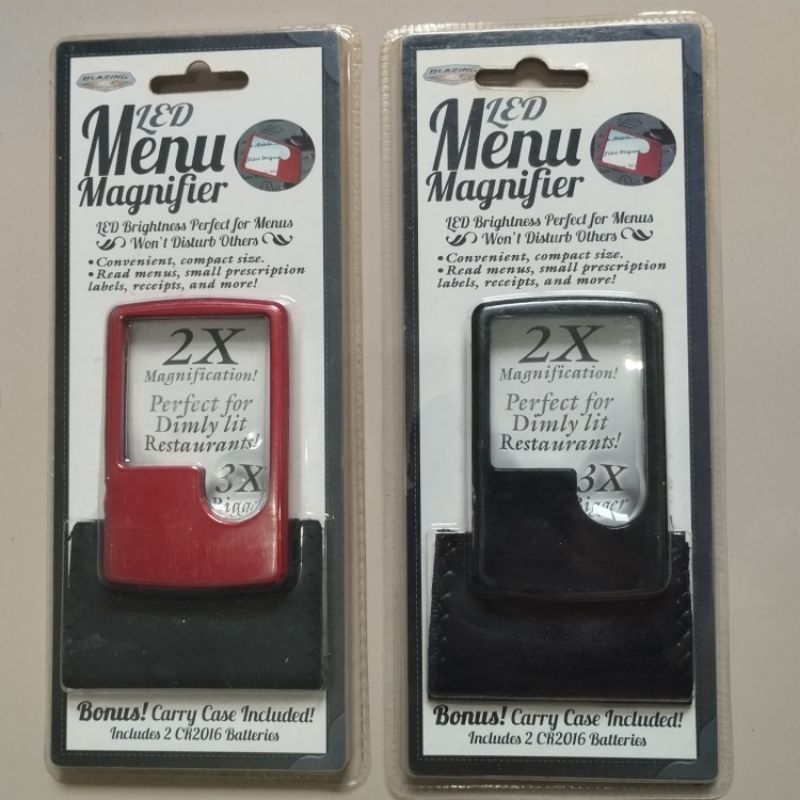 BLAZING
LED
Menu
Magnifier
LED Brightness Perfect for Menus
Won't Disturb Others
• Convenient, compact size.
• Read menus, small prescription
labels, receipts, and more!
2X
Magnification!
Perfect for
Dimly lit
Restaurants!
3X
Bigger
Bonus! Carry Case Included!
Includes 2 CR2016 Batteries
BLAZING
LED
Menu
Magnifier
LED Brightness Perfect for Menus
Won't Disturb Others
• Convenient, compact size.
• Read menus, small prescription
labels, receipts, and more!
2X
Magnification!
Perfect for
Dimly lit
Restaurants!
3X
Bigger
Bonus! Carry Case Included!
Includes 2 CR2016 Batteries